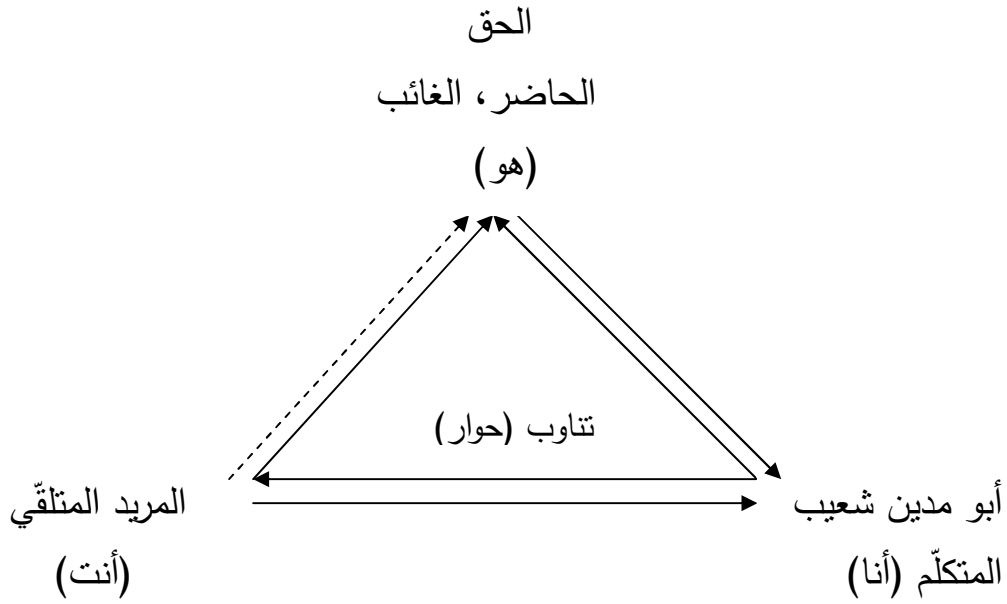 الحق
الحاضر، الغائب
(هو)
تناوب (حوار)
أبو مدين شعيب
المتكلّم (أنا)
المريد المتلقّي
(أنت)